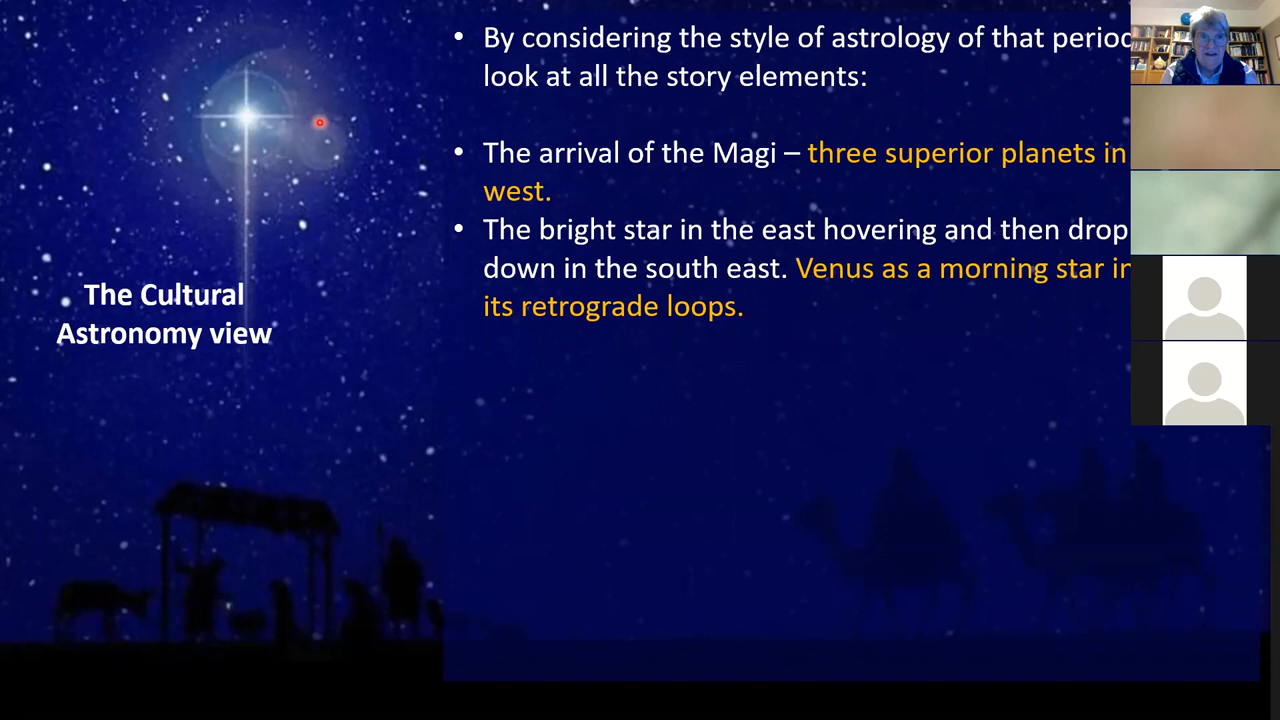 • By considering the style of astrology of that period
look at all the story elements:
• The arrival of the Magi – three superior planets in
west.
• The bright star in the east hovering and then drop
down in the south east. Venus as a morning star in
its retrograde loops.
The Cultural
Astronomy view